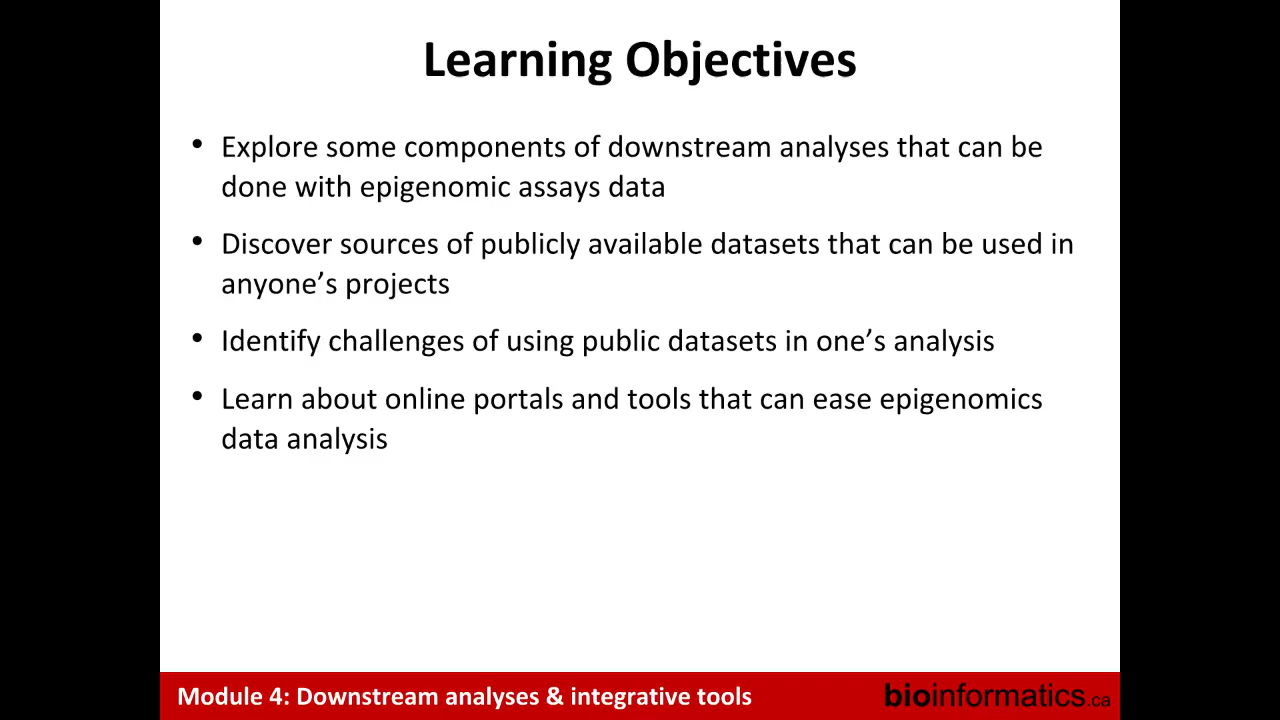 Learning Objectives
• Explore some components of downstream analyses that can be
done with epigenomic assays data
• Discover sources of publicly available datasets that can be used in
anyone’s projects
• Identify challenges of using public datasets in one’s analysis
• Learn about online portals and tools that can ease epigenomics
data analysis
Module 4: Downstream analyses & integrative tools
bioinformatics.ca